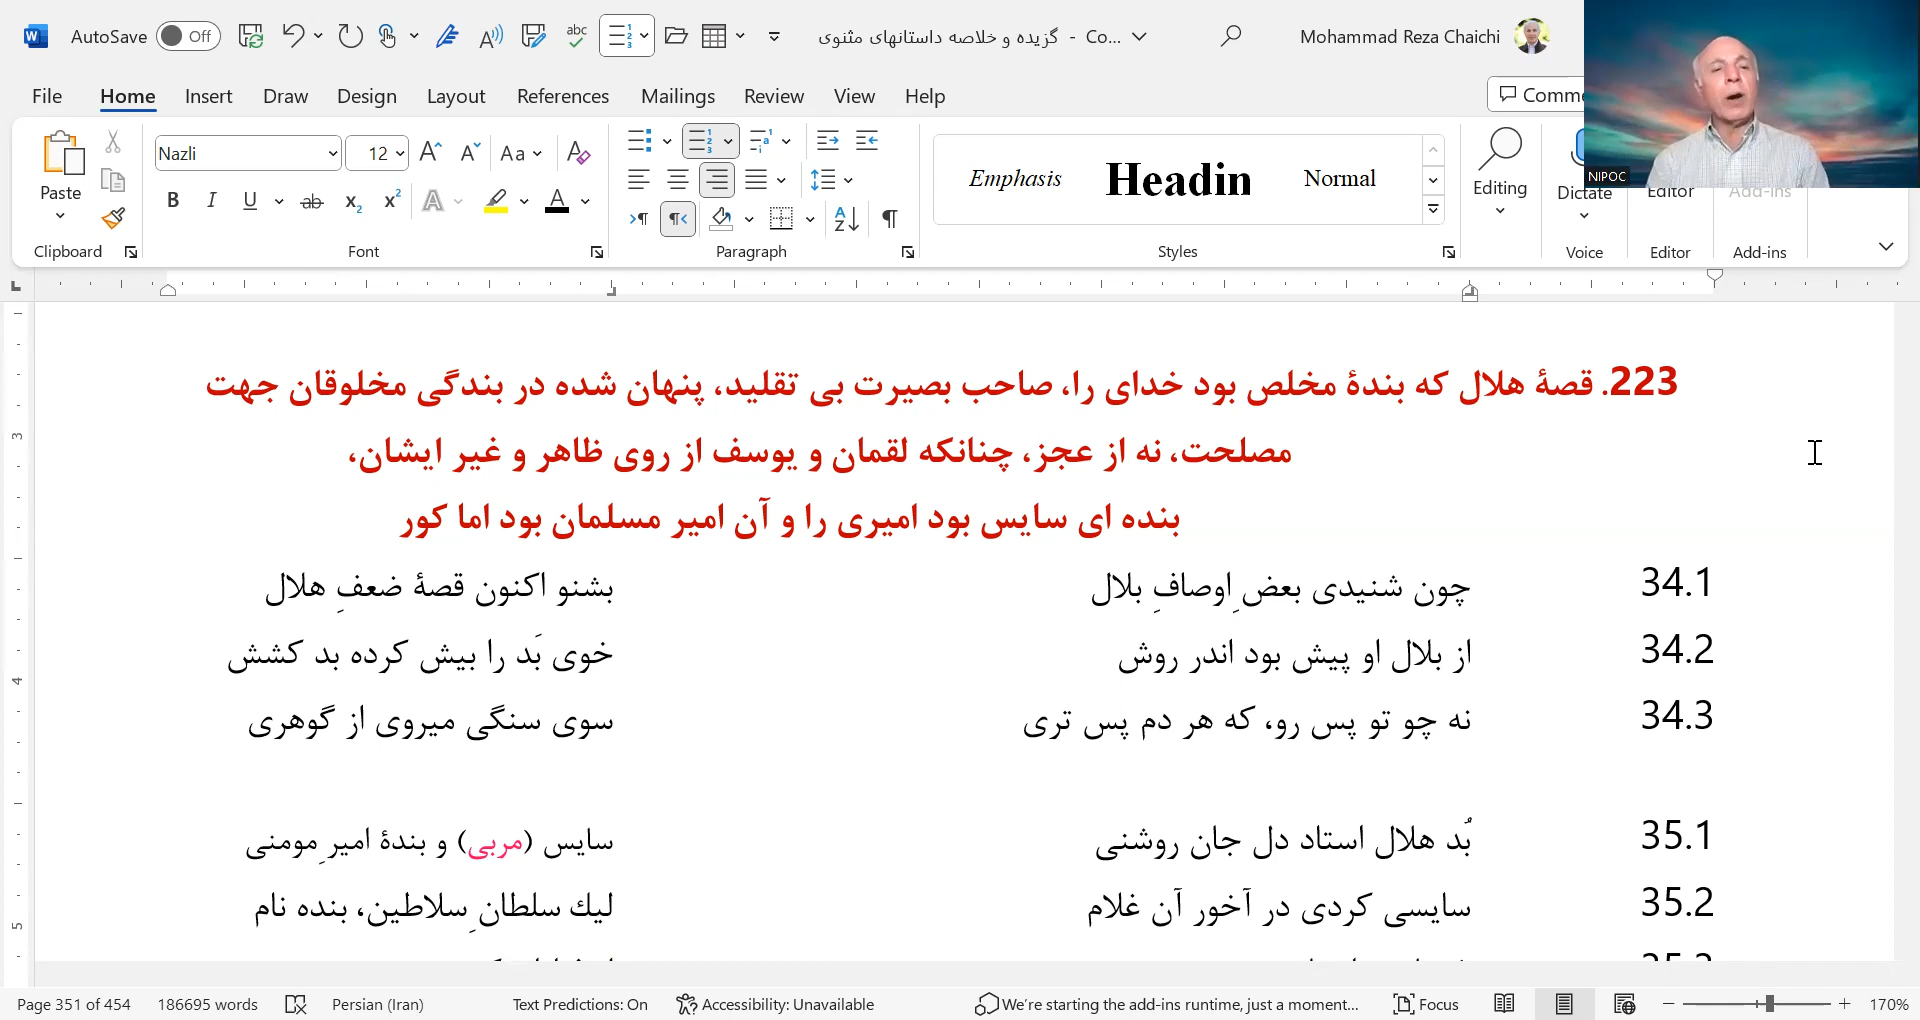 AutoSave Off گزیده و خلاصه داستانهای مثنوی - Co... Mohammad Reza Chaichi
File Home Insert Draw Design Layout References Mailings Review View Help Comme
NIPOC
Paste Nazli 12 Aa Emphasis Headin Normal Editing Dictate Editor Add-ins
B I U ab x2 x2 A A
Clipboard Font Paragraph Styles Voice Editor Add-ins
223. قصهٔ هلال که بندهٔ مخلص بود خدای را، صاحب بصیرت بی تقلید، پنهان شده در بندگی مخلوقان جهت
مصلحت، نه از عجز، چنانکه لقمان و یوسف از روی ظاهر و غیر ایشان،
بنده ای سایس بود امیری را و آن امیر مسلمان بود اما کور
34.1 چون شنیدی بعضِ اوصافِ بلال بشنو اکنون قصهٔ ضعفِ هلال
34.2 از بلال او پیش بود اندر روش خوی بَد را بیش کرده بد کشش
34.3 نه چو تو پس رو، که هر دم پس تری سوی سنگی میروی از گوهری
35.1 بُد هلال استاد دل جان روشنی سایس (مربی) و بندهٔ امیرِ مومنی
35.2 سایسی کردی در آخور آن غلام لیك سلطانِ سلاطین، بنده نام
Page 351 of 454 186695 words Persian (Iran) Text Predictions: On Accessibility: Unavailable We're starting the add-ins runtime, just a moment... Focus 170%